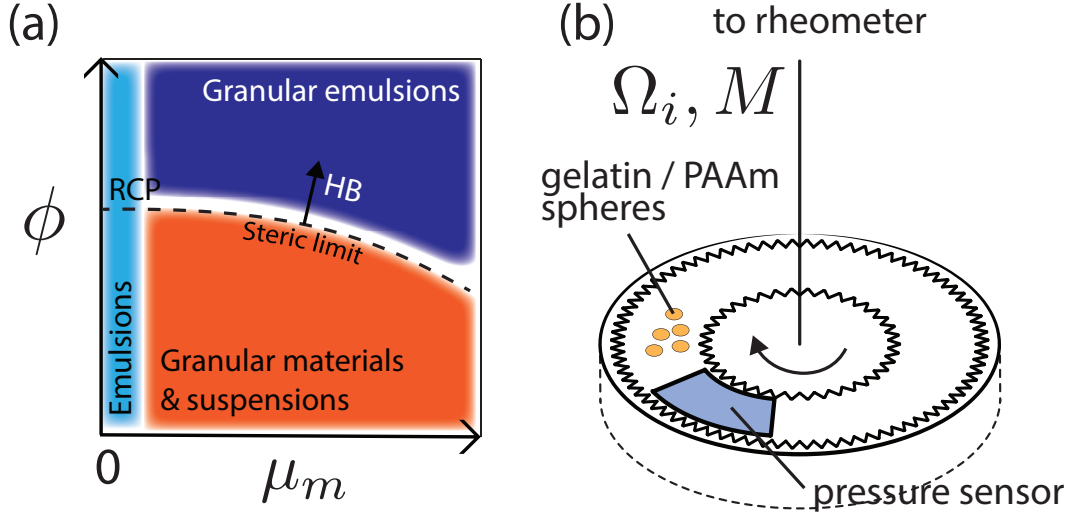 (a)
Granular emulsions
RCP
HB
Steric limit
ϕ
Emulsions
Granular materials
& suspensions
0
μm
(b)
to rheometer
Ωi, M
gelatin / PAAm
spheres
pressure sensor